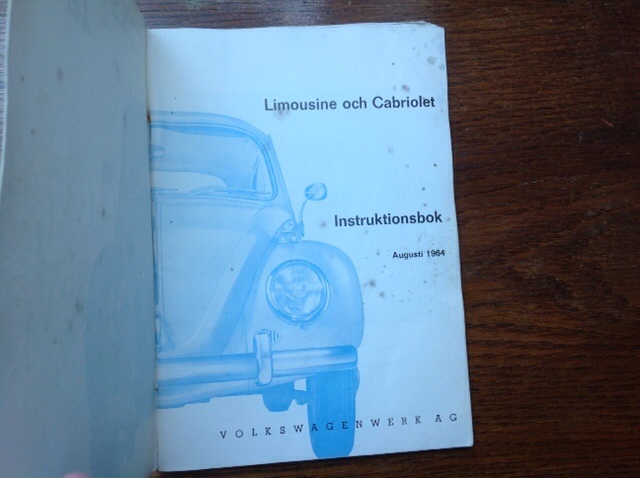 Limousine och Cabriolet
Instruktionsbok
Augusti 1964
VOLKSWAGENWERK AG